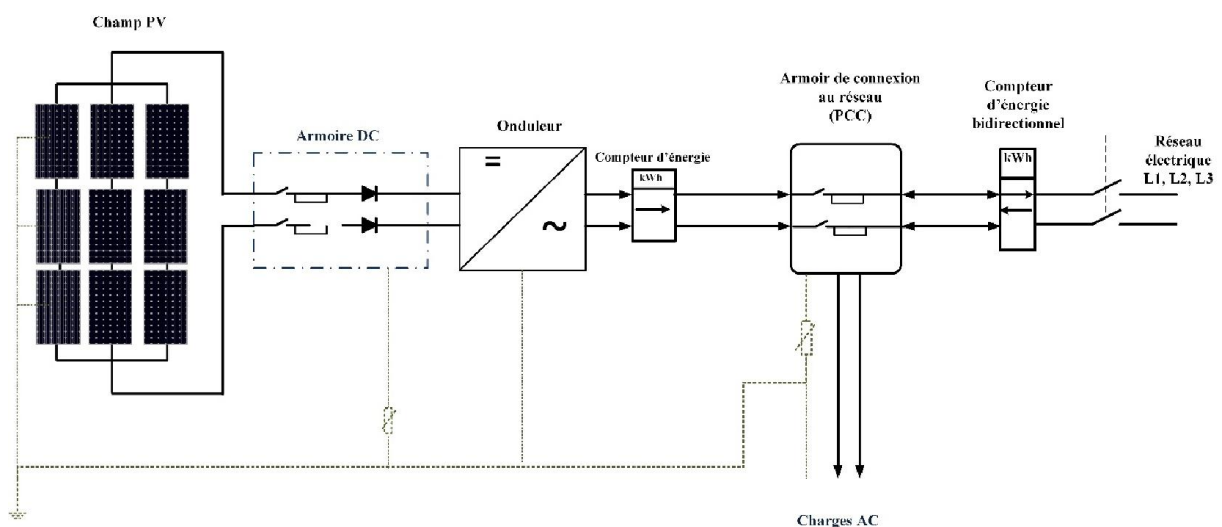 Champ PV
Armoire DC
Onduleur
=
~
Compteur d'énergie
kWh
Armoir de connexion
au réseau
(PCC)
Compteur
d'énergie
bidirectionnel
kWh
Réseau
électrique
L1, L2, L3
Charges AC